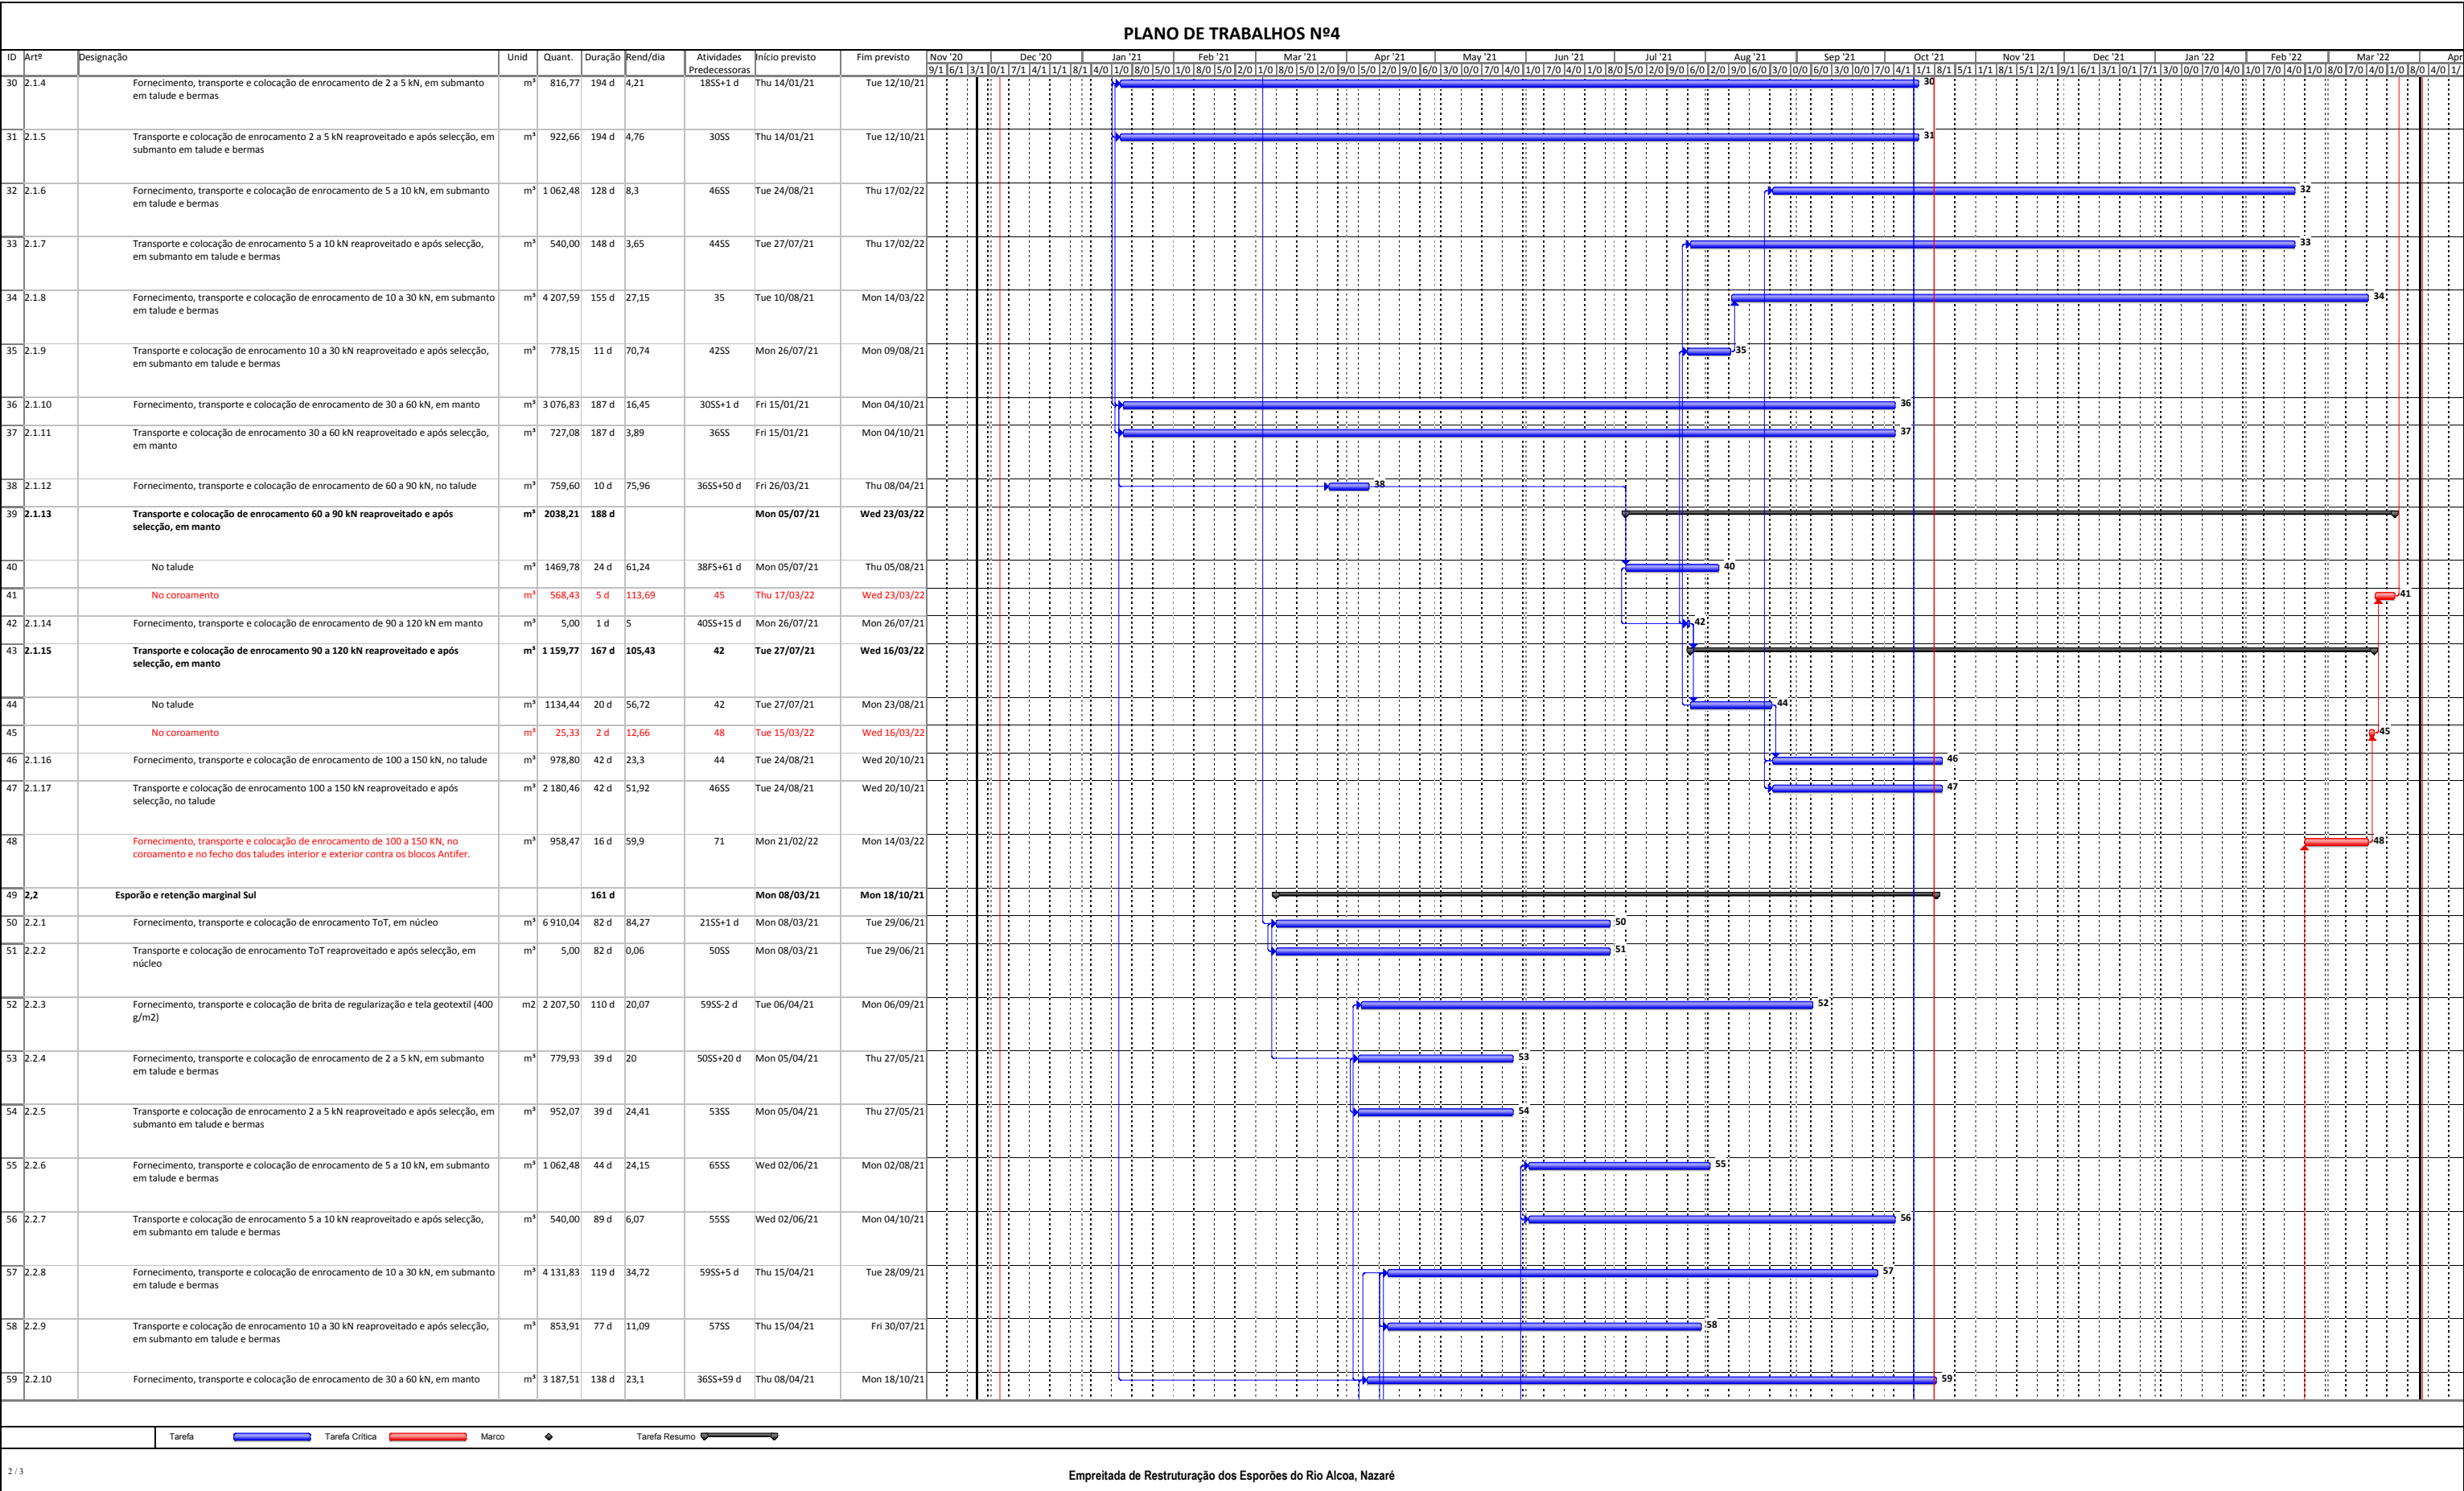 PLANO DE TRABALHOS Nº4
ID Artº Designação Unid Quant. Duração Rend/dia Atividades Predecessoras Início previsto Fim previsto Nov '20 Dec '20 Jan '21 Feb '21 Mar '21 Apr '21 May '21 Jun '21 Jul '21 Aug '21 Sep '21 Oct '21 Nov '21 Dec '21 Jan '22 Feb '22 Mar '22 Apr
30 2.1.4 Fornecimento, transporte e colocação de enrocamento de 2 a 5 kN, em submanto m³ 816,77 194 d 4,21 18SS+1 d Thu 14/01/21 Tue 12/10/21 30
em talude e bermas
31 2.1.5 Transporte e colocação de enrocamento 2 a 5 kN reaproveitado e após selecção, em m³ 922,66 194 d 4,76 30SS Thu 14/01/21 Tue 12/10/21 31
submanto em talude e bermas
32 2.1.6 Fornecimento, transporte e colocação de enrocamento de 5 a 10 kN, em submanto m³ 1 062,48 128 d 8,3 46SS Tue 24/08/21 Thu 17/02/22 32
em talude e bermas
33 2.1.7 Transporte e colocação de enrocamento 5 a 10 kN reaproveitado e após selecção, m³ 540,00 148 d 3,65 44SS Tue 27/07/21 Thu 17/02/22 33
em submanto em talude e bermas
34 2.1.8 Fornecimento, transporte e colocação de enrocamento de 10 a 30 kN, em submanto m³ 4 207,59 155 d 27,15 35 Tue 10/08/21 Mon 14/03/22 34
em talude e bermas
35 2.1.9 Transporte e colocação de enrocamento 10 a 30 kN reaproveitado e após selecção, m³ 778,15 11 d 70,74 42SS Mon 26/07/21 Mon 09/08/21 35
em submanto em talude e bermas
36 2.1.10 Fornecimento, transporte e colocação de enrocamento de 30 a 60 kN, em manto m³ 3 076,83 187 d 16,45 30SS+1 d Fri 15/01/21 Mon 04/10/21 36
37 2.1.11 Transporte e colocação de enrocamento 30 a 60 kN reaproveitado e após selecção, m³ 727,08 187 d 3,89 36SS Fri 15/01/21 Mon 04/10/21 37
em manto
38 2.1.12 Fornecimento, transporte e colocação de enrocamento de 60 a 90 kN, no talude m³ 759,60 10 d 75,96 36SS+50 d Fri 26/03/21 Thu 08/04/21 38
39 2.1.13 Transporte e colocação de enrocamento 60 a 90 kN reaproveitado e após m³ 2038,21 188 d Mon 05/07/21 Wed 23/03/22
selecção, em manto
40 No talude m³ 1469,78 24 d 61,24 38FS+61 d Mon 05/07/21 Thu 05/08/21 40
41 No coroamento m³ 568,43 5 d 113,69 45 Thu 17/03/22 Wed 23/03/22 41
42 2.1.14 Fornecimento, transporte e colocação de enrocamento de 90 a 120 kN em manto m³ 5,00 1 d 5 40SS+15 d Mon 26/07/21 Mon 26/07/21 42
43 2.1.15 Transporte e colocação de enrocamento 90 a 120 kN reaproveitado e após m³ 1 159,77 167 d 105,43 42 Tue 27/07/21 Wed 16/03/22
selecção, em manto
44 No talude m³ 1134,44 20 d 56,72 42 Tue 27/07/21 Mon 23/08/21 44
45 No coroamento m³ 25,33 2 d 12,66 48 Tue 15/03/22 Wed 16/03/22 45
46 2.1.16 Fornecimento, transporte e colocação de enrocamento de 100 a 150 kN, no talude m³ 978,80 42 d 23,3 44 Tue 24/08/21 Wed 20/10/21 46
47 2.1.17 Transporte e colocação de enrocamento 100 a 150 kN reaproveitado e após m³ 2 180,46 42 d 51,92 46SS Tue 24/08/21 Wed 20/10/21 47
selecção, no talude
48 Fornecimento, transporte e colocação de enrocamento de 100 a 150 KN, no m³ 958,47 16 d 59,9 71 Mon 21/02/22 Mon 14/03/22 48
coroamento e no fecho dos taludes interior e exterior contra os blocos Antifer.
49 2,2 Esporão e retenção marginal Sul 161 d Mon 08/03/21 Mon 18/10/21
50 2.2.1 Fornecimento, transporte e colocação de enrocamento ToT, em núcleo m³ 6 910,04 82 d 84,27 21SS+1 d Mon 08/03/21 Tue 29/06/21 50
51 2.2.2 Transporte e colocação de enrocamento ToT reaproveitado e após selecção, em m³ 5,00 82 d 0,06 50SS Mon 08/03/21 Tue 29/06/21 51
núcleo
52 2.2.3 Fornecimento, transporte e colocação de brita de regularização e tela geotextil (400 m2 2 207,50 110 d 20,07 59SS-2 d Tue 06/04/21 Mon 06/09/21 52
g/m2)
53 2.2.4 Fornecimento, transporte e colocação de enrocamento de 2 a 5 kN, em submanto m³ 779,93 39 d 20 50SS+20 d Mon 05/04/21 Thu 27/05/21 53
em talude e bermas
54 2.2.5 Transporte e colocação de enrocamento 2 a 5 kN reaproveitado e após selecção, em m³ 952,07 39 d 24,41 53SS Mon 05/04/21 Thu 27/05/21 54
submanto em talude e bermas
55 2.2.6 Fornecimento, transporte e colocação de enrocamento de 5 a 10 kN, em submanto m³ 1 062,48 44 d 24,15 65SS Wed 02/06/21 Mon 02/08/21 55
em talude e bermas
56 2.2.7 Transporte e colocação de enrocamento 5 a 10 kN reaproveitado e após selecção, m³ 540,00 89 d 6,07 55SS Wed 02/06/21 Mon 04/10/21 56
em submanto em talude e bermas
57 2.2.8 Fornecimento, transporte e colocação de enrocamento de 10 a 30 kN, em submanto m³ 4 131,83 119 d 34,72 59SS+5 d Thu 15/04/21 Tue 28/09/21 57
em talude e bermas
58 2.2.9 Transporte e colocação de enrocamento 10 a 30 kN reaproveitado e após selecção, m³ 853,91 77 d 11,09 57SS Thu 15/04/21 Fri 30/07/21 58
em submanto em talude e bermas
59 2.2.10 Fornecimento, transporte e colocação de enrocamento de 30 a 60 kN, em manto m³ 3 187,51 138 d 23,1 36SS+59 d Thu 08/04/21 Mon 18/10/21 59
Tarefa Tarefa Crítica Marco Tarefa Resumo
2 / 3
Empreitada de Restruturação dos Esporões do Rio Alcoa, Nazaré